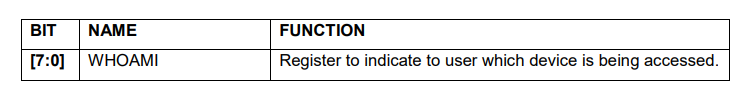 BIT NAME FUNCTION
[7:0] WHOAMI Register to indicate to user which device is being accessed.